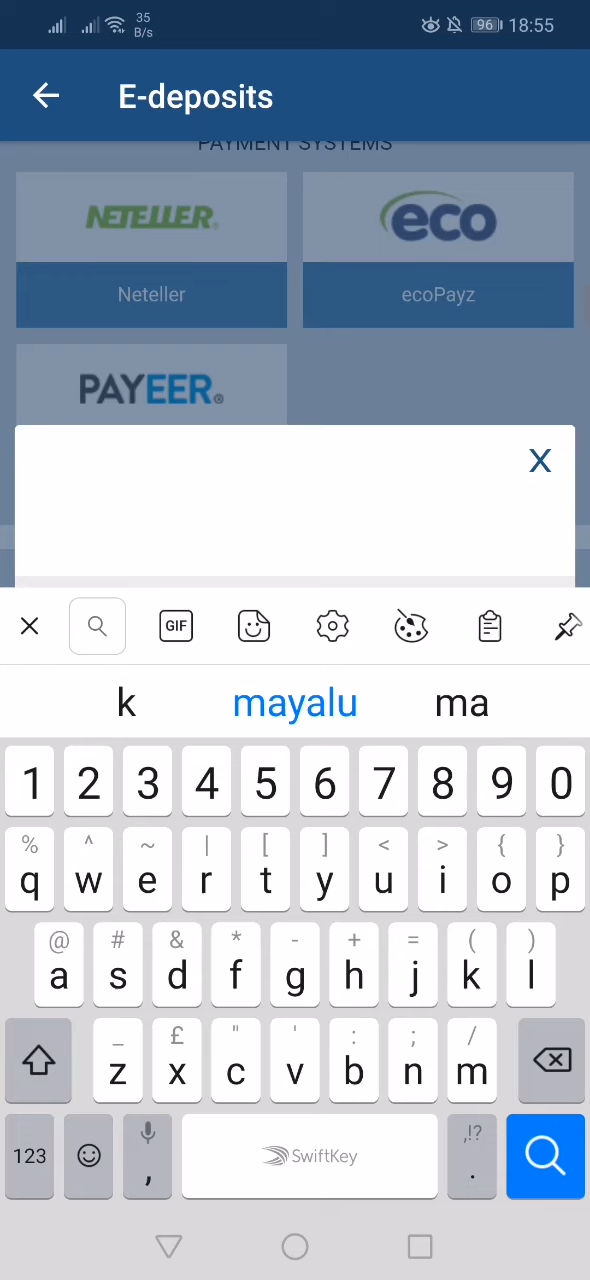 35
B/s
96 18:55
E-deposits
PAYMENT SYSTEMS
NETELLER®
eco
Neteller
ecoPayz
PAYEER®
X
GIF
k mayalu ma
1 2 3 4 5 6 7 8 9 0
% ^ ~ | [ ] < > { }
q w e r t y u i o p
@ # & * - + = ( )
a s d f g h j k l
_ £ " ' : ; /
z x c v b n m
,!?
123 , SwiftKey .